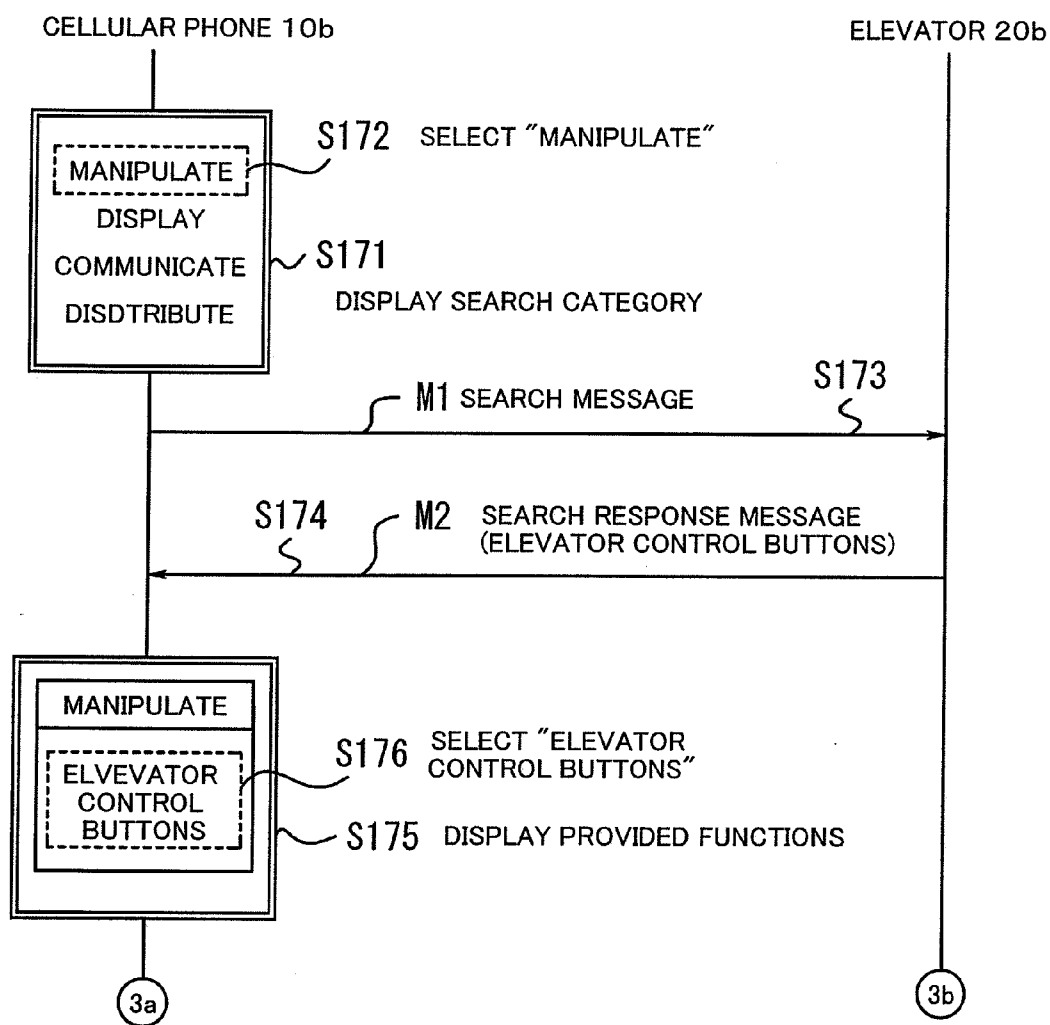 CELLULAR PHONE 10b
ELEVATOR 20b
S172 SELECT "MANIPULATE"
MANIPULATE
DISPLAY
COMMUNICATE
DISDTRIBUTE
S171
DISPLAY SEARCH CATEGORY
S173
M1 SEARCH MESSAGE
S174
M2 SEARCH RESPONSE MESSAGE
(ELEVATOR CONTROL BUTTONS)
MANIPULATE
S176 SELECT "ELEVATOR
CONTROL BUTTONS"
ELVEVATOR
CONTROL
BUTTONS
S175 DISPLAY PROVIDED FUNCTIONS
3a
3b